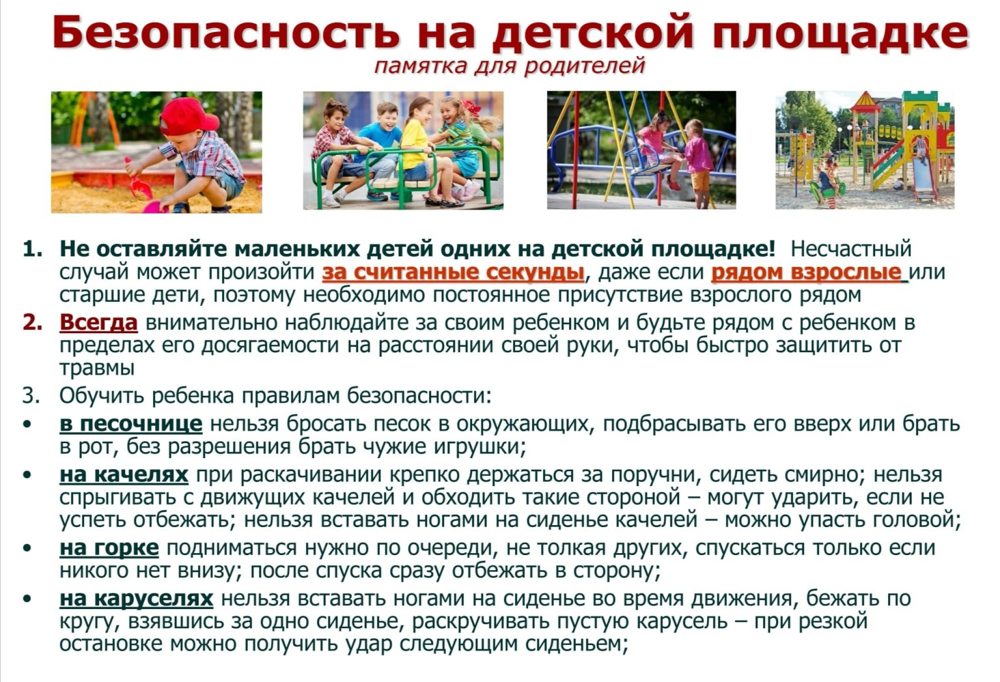 Безопасность на детской площадке
памятка для родителей
1. Не оставляйте маленьких детей одних на детской площадке! Несчастный
случай может произойти за считанные секунды, даже если рядом взрослые или
старшие дети, поэтому необходимо постоянное присутствие взрослого рядом
2. Всегда внимательно наблюдайте за своим ребенком и будьте рядом с ребенком в
пределах его досягаемости на расстоянии своей руки, чтобы быстро защитить от
травмы
3. Обучить ребенка правилам безопасности:
• в песочнице нельзя бросать песок в окружающих, подбрасывать его вверх или брать
в рот, без разрешения брать чужие игрушки;
• на качелях при раскачивании крепко держаться за поручни, сидеть смирно; нельзя
спрыгивать с движущих качелей и обходить такие стороной – могут ударить, если не
успеть отбежать; нельзя вставать ногами на сиденье качелей – можно упасть головой;
• на горке подниматься нужно по очереди, не толкая других, спускаться только если
никого нет внизу; после спуска сразу отбежать в сторону;
• на каруселях нельзя вставать ногами на сиденье во время движения, бежать по
кругу, взявшись за одно сиденье, раскручивать пустую карусель – при резкой
остановке можно получить удар следующим сиденьем;